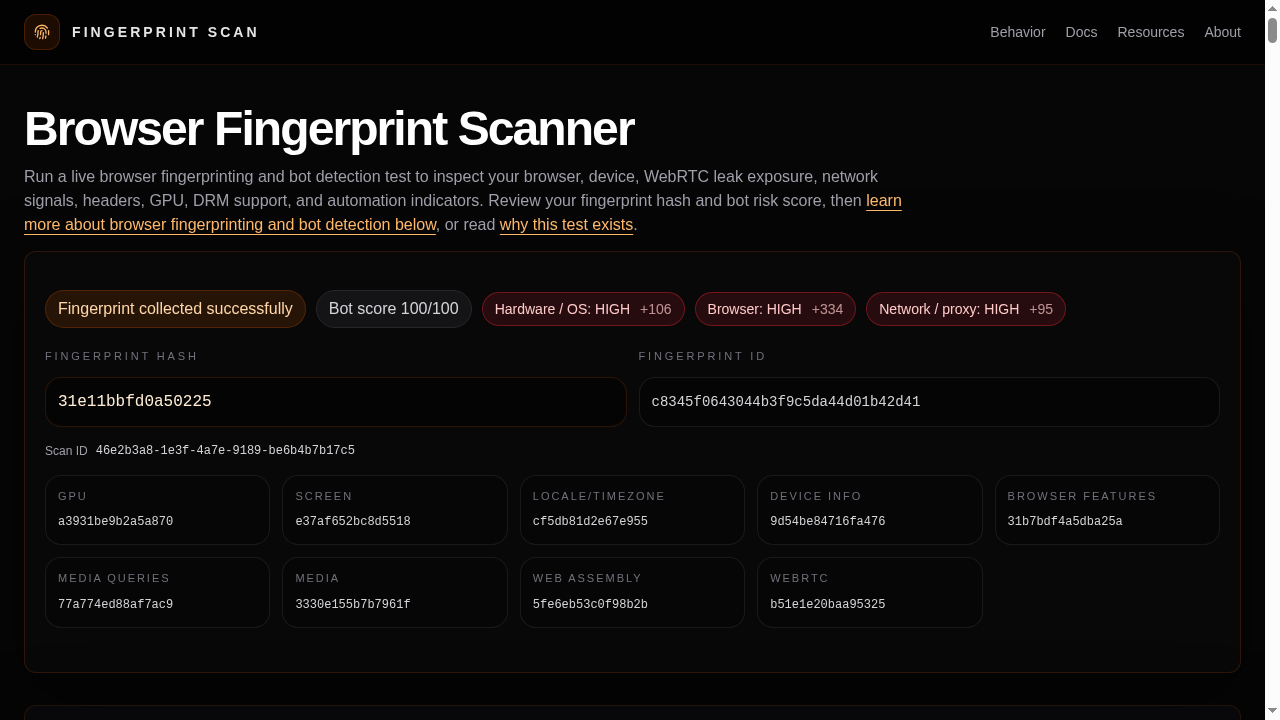 FINGERPRINT SCAN
Behavior Docs Resources About
Browser Fingerprint Scanner
Run a live browser fingerprinting and bot detection test to inspect your browser, device, WebRTC leak exposure, network
signals, headers, GPU, DRM support, and automation indicators. Review your fingerprint hash and bot risk score, then learn
more about browser fingerprinting and bot detection below, or read why this test exists.
Fingerprint collected successfully Bot score 100/100 Hardware / OS: HIGH +106 Browser: HIGH +334 Network / proxy: HIGH +95
FINGERPRINT HASH FINGERPRINT ID
31e11bbfd0a50225 c8345f0643044b3f9c5da44d01b42d41
Scan ID 46e2b3a8-1e3f-4a7e-9189-be6b4b7b17c5
GPU SCREEN LOCALE/TIMEZONE DEVICE INFO BROWSER FEATURES
a3931be9b2a5a870 e37af652bc8d5518 cf5db81d2e67e955 9d54be84716fa476 31b7bdf4a5dba25a
MEDIA QUERIES MEDIA WEB ASSEMBLY WEBRTC
77a774ed88af7ac9 3330e155b7b7961f 5fe6eb53c0f98b2b b51e1e20baa95325